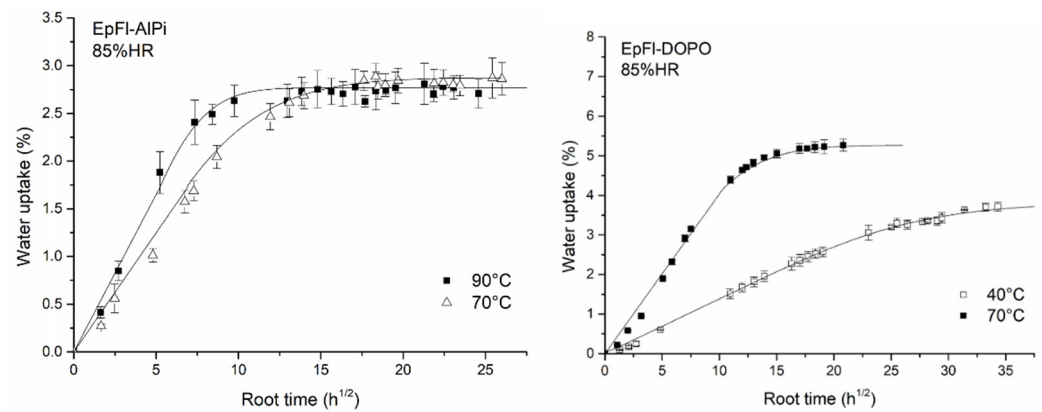 EpFl-AlPi
85%HR
3.5
3.0
2.5
2.0
1.5
1.0
0.5
0.0
Water uptake (%)
90°C
70°C
0 5 10 15 20 25
Root time (h1/2)
EpFl-DOPO
85%HR
8
7
6
5
4
3
2
1
0
Water uptake (%)
40°C
70°C
0 5 10 15 20 25 30 35
Root time (h1/2)